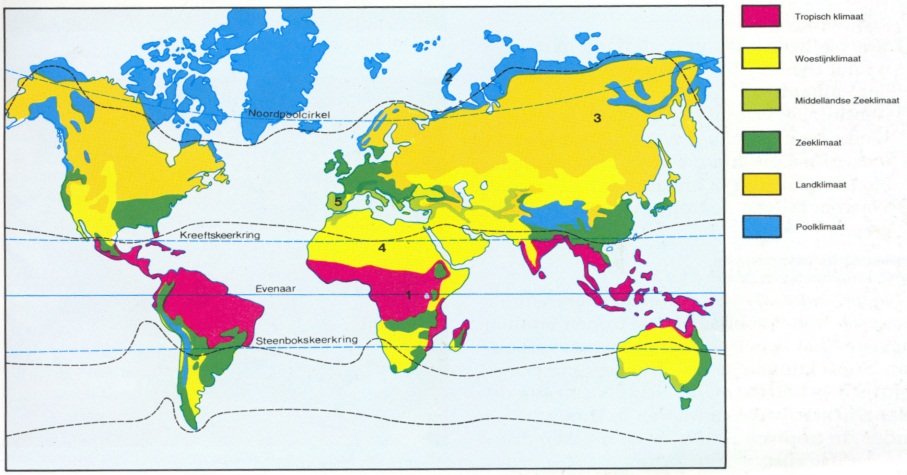 Tropisch klimaat
Woestijnklimaat
Middellandse Zeeklimaat
Zeeklimaat
Landklimaat
Poolklimaat
2
3
Noordpoolcirkel
5
Kreeftskeerkring
4
Evenaar
1
Steenbokskeerkring